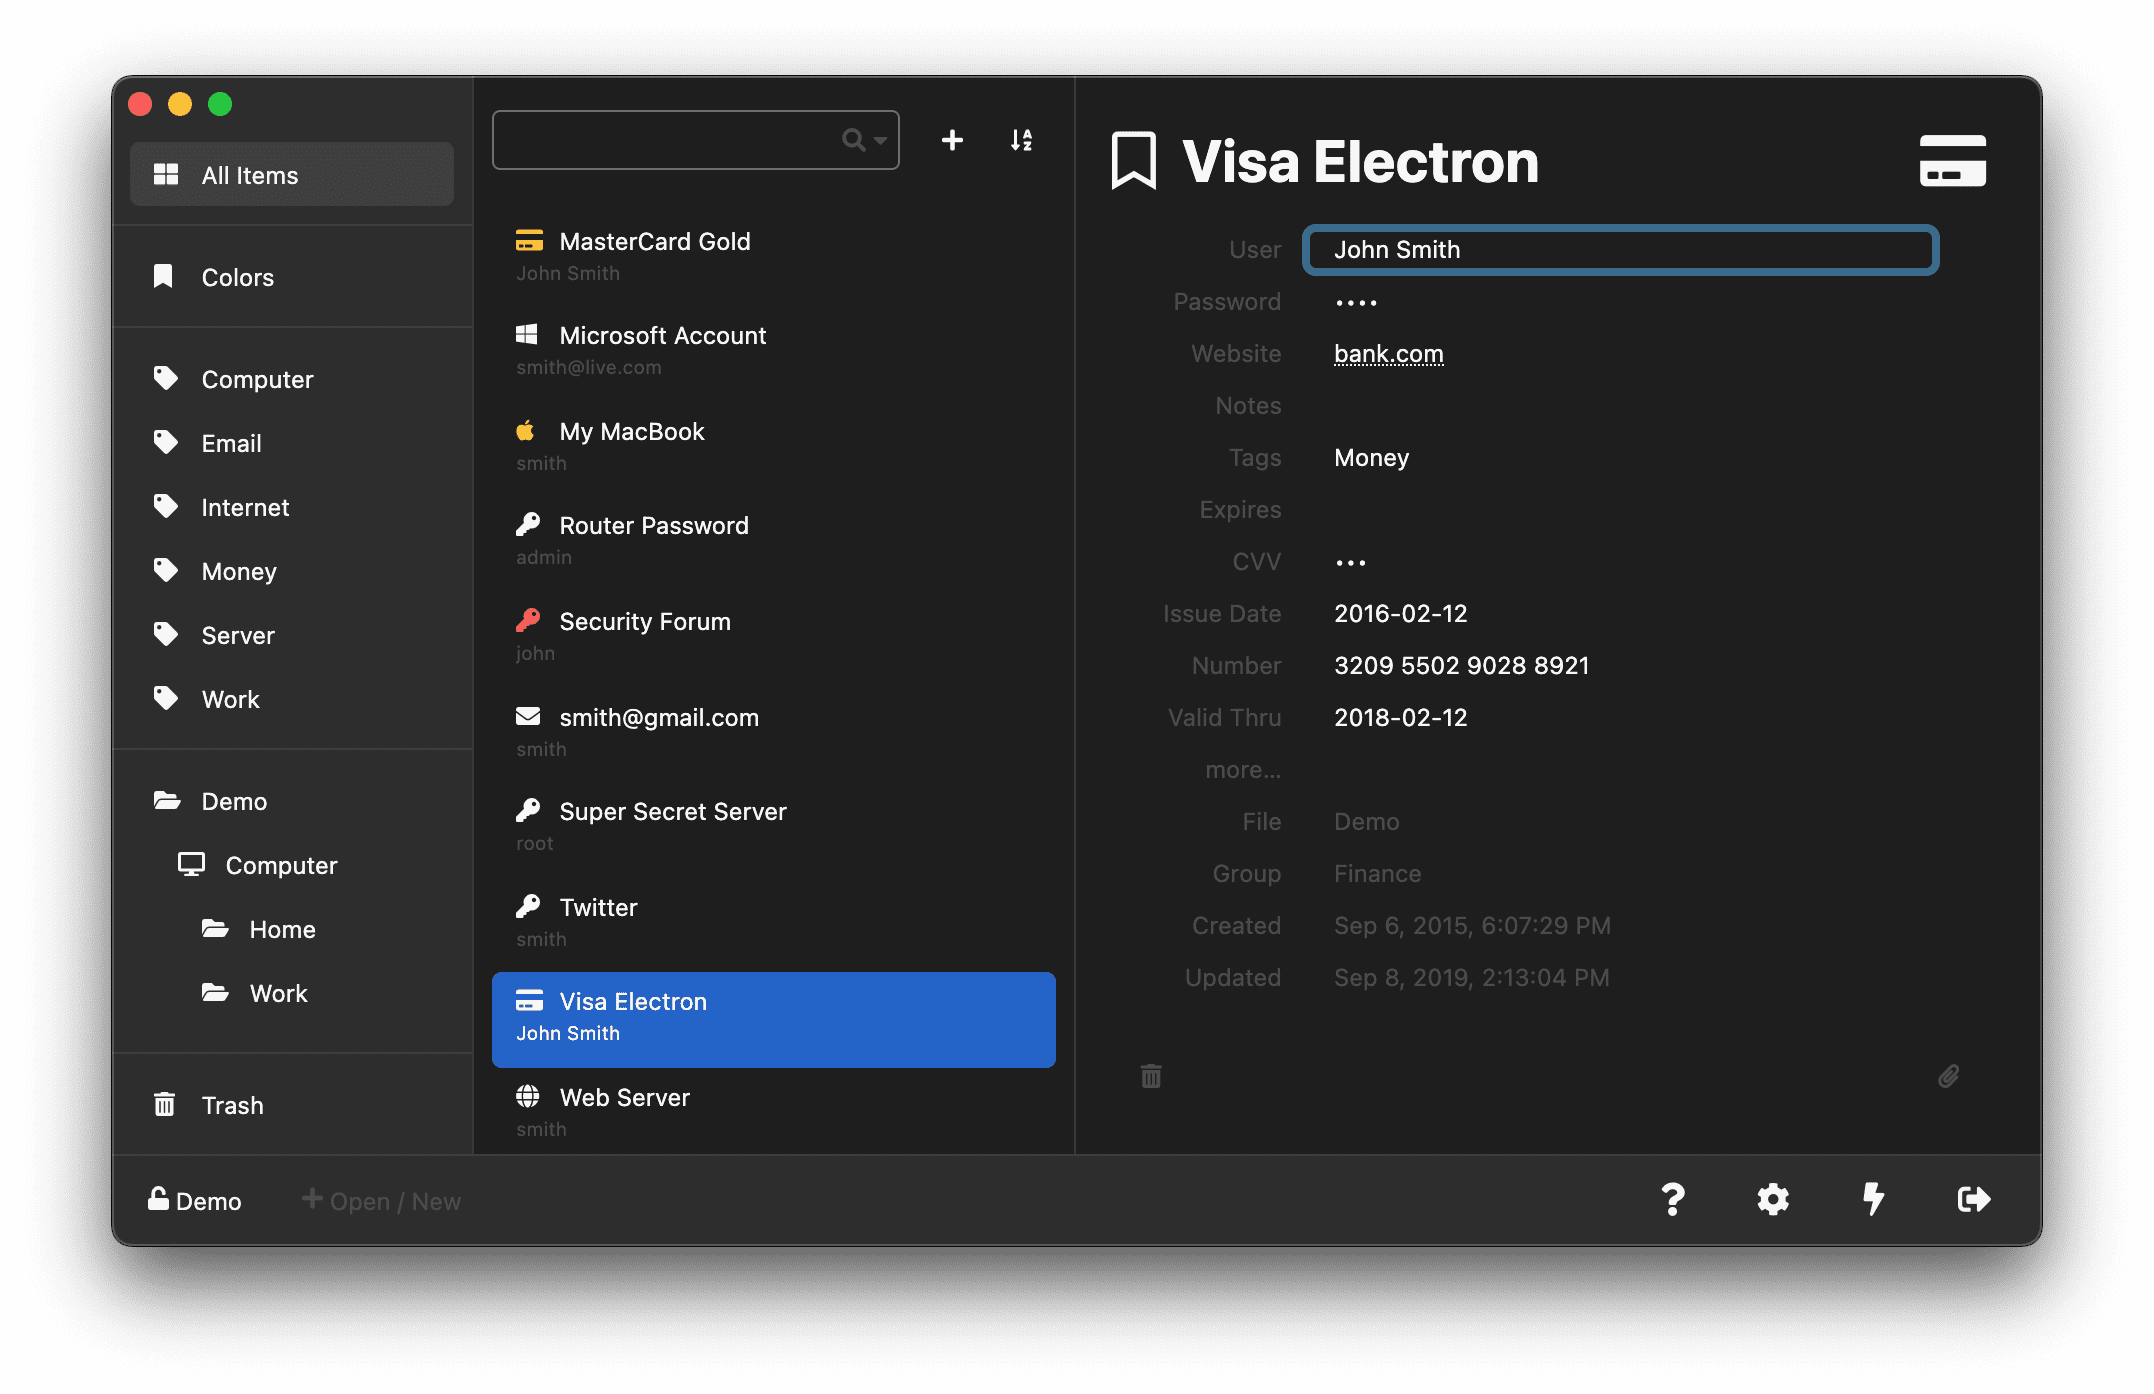 All Items
Colors
Computer
Email
Internet
Money
Server
Work
Demo
Computer
Home
Work
Trash
MasterCard Gold
John Smith
Microsoft Account
smith@live.com
My MacBook
smith
Router Password
admin
Security Forum
john
smith@gmail.com
smith
Super Secret Server
root
Twitter
smith
Visa Electron
John Smith
Web Server
smith
Visa Electron
User John Smith
Password ••••
Website bank.com
Notes
Tags Money
Expires
CVV •••
Issue Date 2016-02-12
Number 3209 5502 9028 8921
Valid Thru 2018-02-12
more...
File Demo
Group Finance
Created Sep 6, 2015, 6:07:29 PM
Updated Sep 8, 2019, 2:13:04 PM
Demo
Open / New